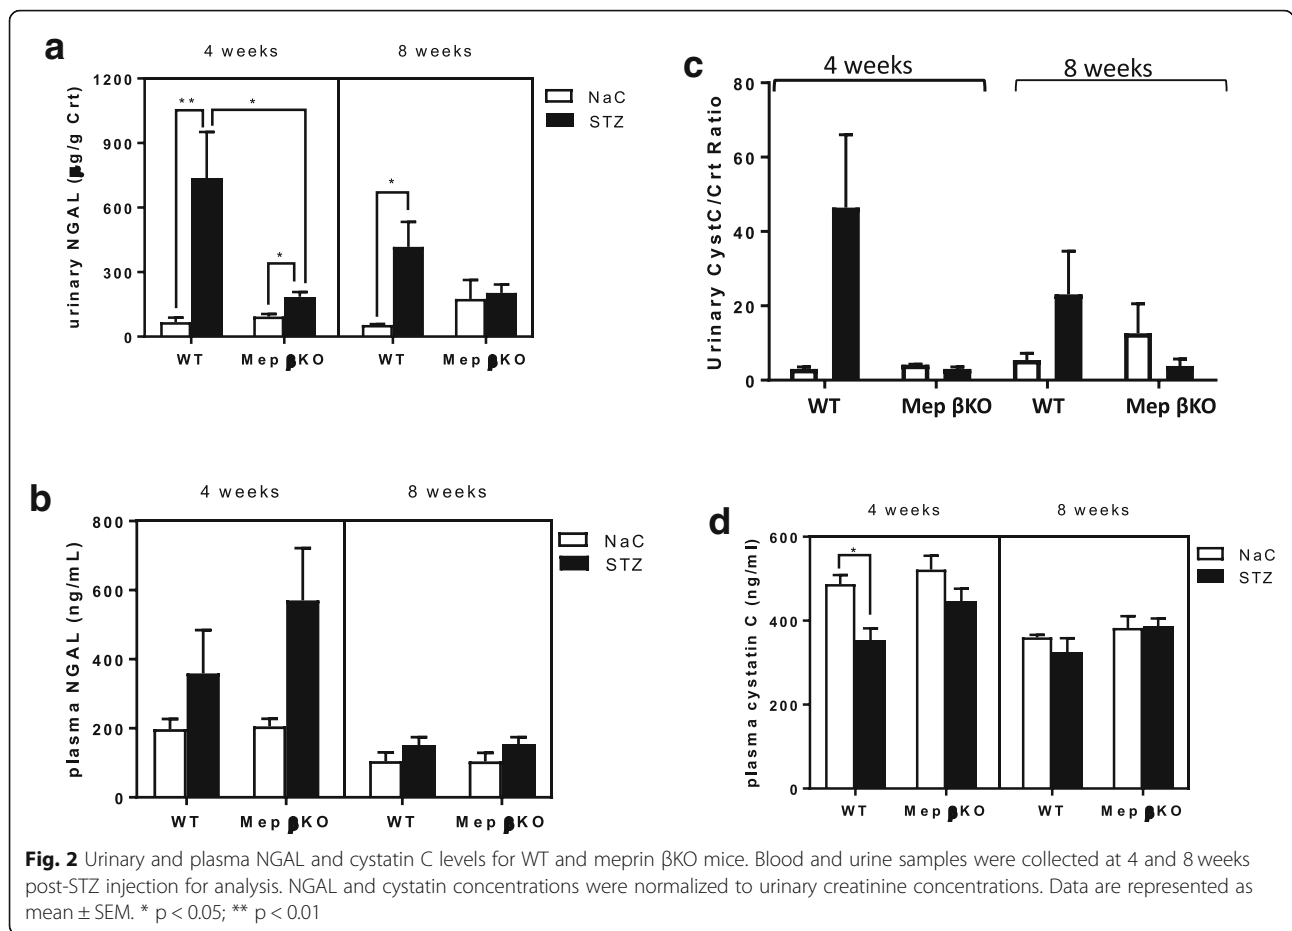 a
4 weeks 8 weeks
urinary NGAL (μg/g Crt)
1200
900
600
300
0
** * * *
WT Mep βKO WT Mep βKO
NaC
STZ
c
4 weeks 8 weeks
Urinary CystC/Crt Ratio
80
60
40
20
0
WT Mep βKO WT Mep βKO
b
4 weeks 8 weeks
plasma NGAL (ng/mL)
800
600
400
200
0
WT Mep βKO WT Mep βKO
NaC
STZ
d
4 weeks 8 weeks
plasma cystatin C (ng/ml)
600
400
200
0
*
WT Mep βKO WT Mep βKO
NaC
STZ
Fig. 2 Urinary and plasma NGAL and cystatin C levels for WT and meprin βKO mice. Blood and urine samples were collected at 4 and 8 weeks
post-STZ injection for analysis. NGAL and cystatin concentrations were normalized to urinary creatinine concentrations. Data are represented as
mean ± SEM. * p < 0.05; ** p < 0.01